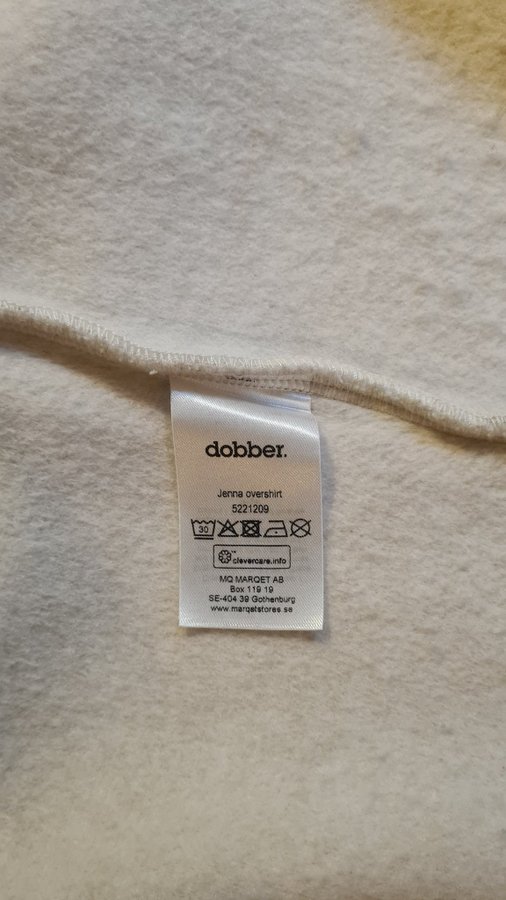 dobber.
Jenna overshirt
5221209
30
clevercare.info
MQ MARQET AB
Box 119 19
SE-404 39 Gothenburg
www.marqetstores.se